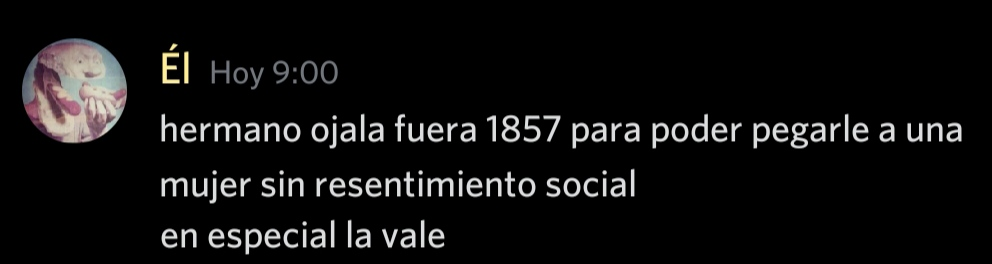 Él Hoy 9:00
hermano ojala fuera 1857 para poder pegarle a una
mujer sin resentimiento social
en especial la vale